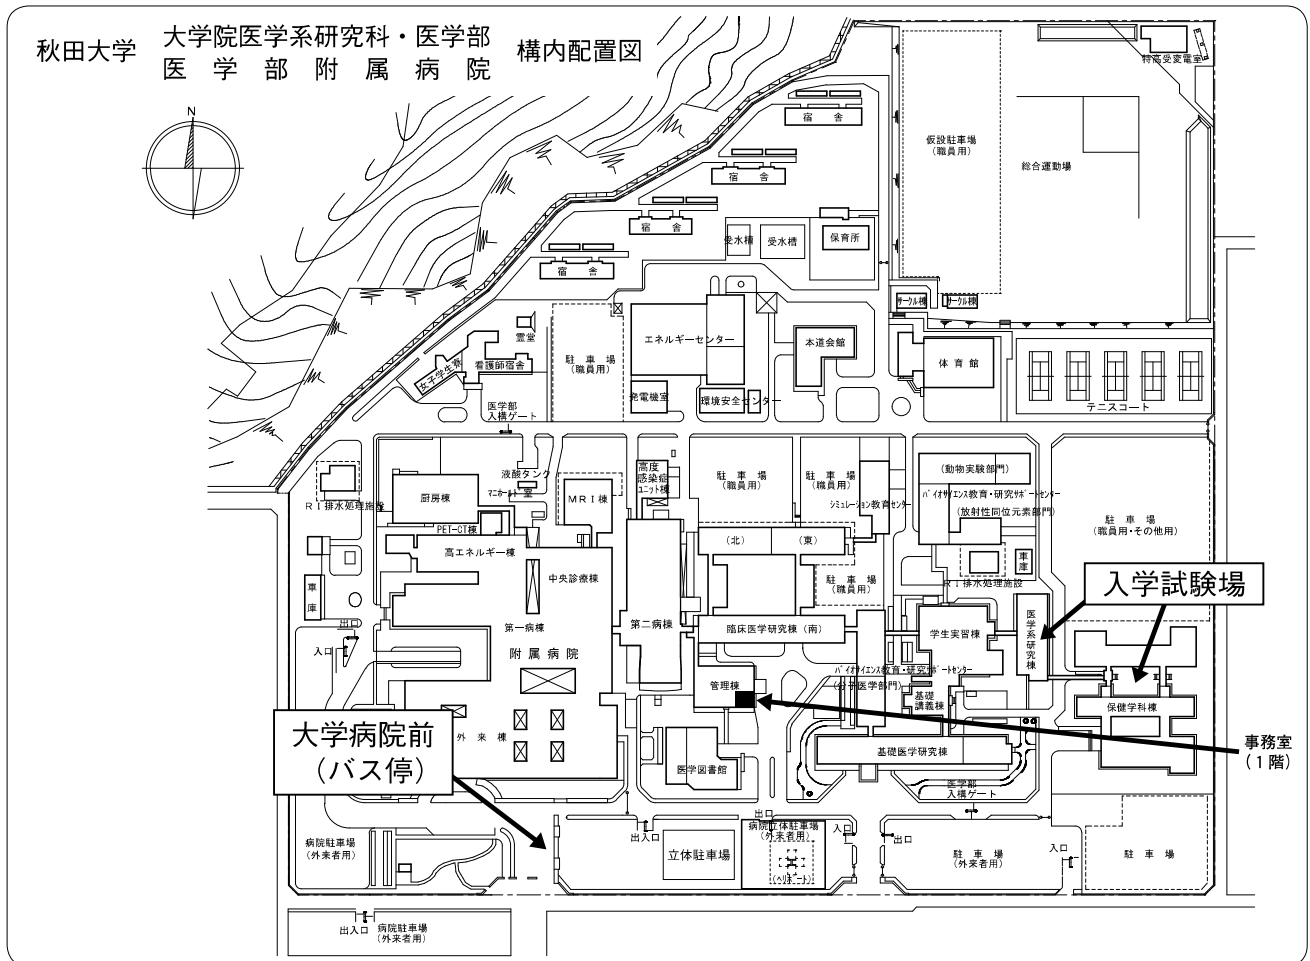 秋田大学
大学院医学系研究科・医学部
医学部附属病院
構内配置図
N
特高受変電室
宿 舎
仮設駐車場
(職員用)
総合運動場
宿 舎
宿 舎
受水槽
受水槽
保育所
宿 舎
サークル棟
サークル棟
霊堂
エネルギーセンター
本道会館
駐 車 場
(職員用)
体 育 館
女子学生寮
看護師宿舎
発電機室
環境安全センター
テニスコート
医学部
入構ゲート
液酸タンク
マニホールド室
高度
感染症
ユニット棟
駐 車 場
(職員用)
駐 車 場
(職員用)
(動物実験部門)
バイオサイエンス教育・研究サポートセンター
(放射性同位元素部門)
RI排水処理施設
厨房棟
MRI棟
シミュレーション教育センター
駐 車 場
(職員用・その他用)
PET-CT棟
高エネルギー棟
(北)
(東)
中央診療棟
駐 車 場
(職員用)
車庫
RI排水処理施設
入学試験場
車庫
出口
入口
第一病棟
第二病棟
臨床医学研究棟(南)
学生実習棟
医学系研究棟
附属病院
バイオサイエンス教育・研究サポートセンター
(分子医学部門)
管理棟
基礎
講義棟
保健学科棟
大学病院前
(バス停)
外 来 棟
基礎医学研究棟
事務室
(1階)
医学図書館
医学部
入構ゲート
出口
病院立体駐車場
(外来者用)
出入口
入口
出口
病院駐車場
(外来者用)
立体駐車場
(ヘリポート)
駐 車 場
(外来者用)
入口
駐 車 場
出入口
病院駐車場
(外来者用)